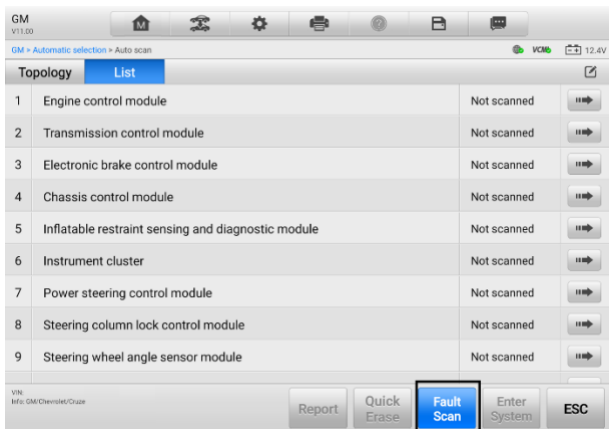 GM
V11.00
GM > Automatic selection > Auto scan
VCMI 12.4V
Topology List
1 Engine control module Not scanned
2 Transmission control module Not scanned
3 Electronic brake control module Not scanned
4 Chassis control module Not scanned
5 Inflatable restraint sensing and diagnostic module Not scanned
6 Instrument cluster Not scanned
7 Power steering control module Not scanned
8 Steering column lock control module Not scanned
9 Steering wheel angle sensor module Not scanned
VIN:
Info: GM/Chevrolet/Cruze
Report Quick Erase Fault Scan Enter System ESC